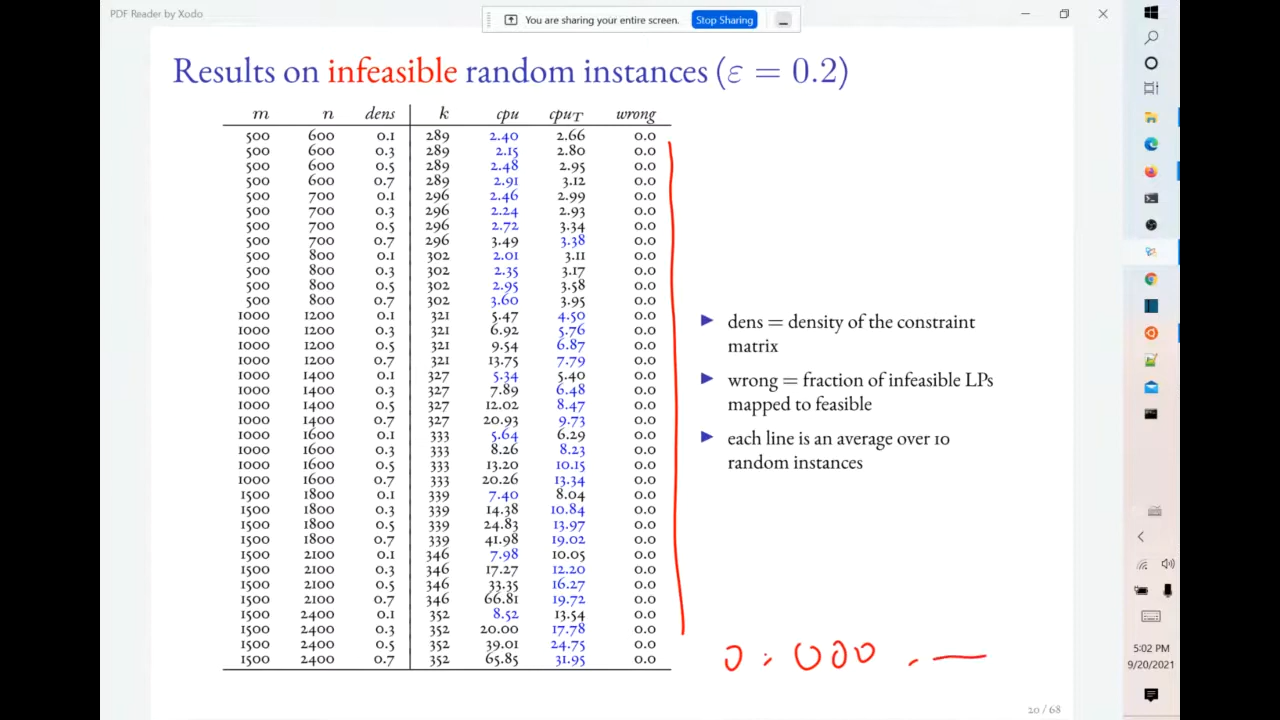 PDF Reader by Xodo
You are sharing your entire screen. Stop Sharing
Results on infeasible random instances (ε = 0.2)
m n dens k cpu cpuT wrong
500 600 0.1 289 2.40 2.66 0.0
500 600 0.3 289 2.15 2.80 0.0
500 600 0.5 289 2.48 2.95 0.0
500 600 0.7 289 2.91 3.12 0.0
500 700 0.1 296 2.46 2.99 0.0
500 700 0.3 296 2.24 2.93 0.0
500 700 0.5 296 2.72 3.34 0.0
500 700 0.7 296 3.49 3.38 0.0
500 800 0.1 302 2.01 3.11 0.0
500 800 0.3 302 2.35 3.17 0.0
500 800 0.5 302 2.95 3.58 0.0
500 800 0.7 302 3.60 3.95 0.0
1000 1200 0.1 321 5.47 4.50 0.0
1000 1200 0.3 321 6.92 5.76 0.0
1000 1200 0.5 321 9.54 6.87 0.0
1000 1200 0.7 321 13.75 7.79 0.0
1000 1400 0.1 327 5.34 5.40 0.0
1000 1400 0.3 327 7.89 6.48 0.0
1000 1400 0.5 327 12.02 8.47 0.0
1000 1400 0.7 327 20.93 9.73 0.0
1000 1600 0.1 333 5.64 6.29 0.0
1000 1600 0.3 333 8.26 8.23 0.0
1000 1600 0.5 333 13.20 10.15 0.0
1000 1600 0.7 333 20.26 13.34 0.0
1500 1800 0.1 339 7.40 8.04 0.0
1500 1800 0.3 339 14.38 10.84 0.0
1500 1800 0.5 339 24.83 13.97 0.0
1500 1800 0.7 339 41.98 19.02 0.0
1500 2100 0.1 346 7.98 10.05 0.0
1500 2100 0.3 346 17.27 12.20 0.0
1500 2100 0.5 346 33.35 16.27 0.0
1500 2100 0.7 346 66.81 19.72 0.0
1500 2400 0.1 352 8.52 13.54 0.0
1500 2400 0.3 352 20.00 17.78 0.0
1500 2400 0.5 352 39.01 24.75 0.0
1500 2400 0.7 352 65.85 31.95 0.0
dens = density of the constraint
matrix
wrong = fraction of infeasible LPs
mapped to feasible
each line is an average over 10
random instances
0.000
20 / 68
5:02 PM
9/20/2021